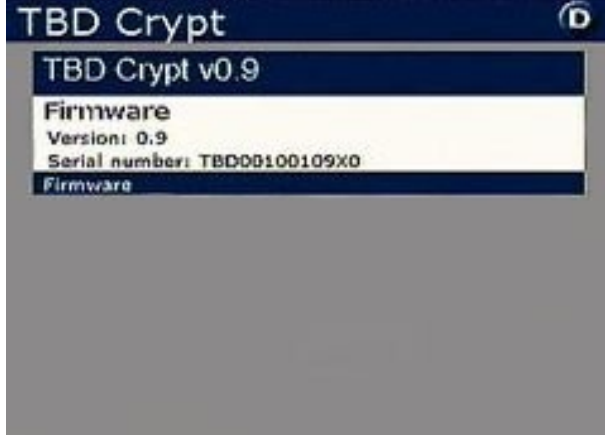 TBD Crypt
D
TBD Crypt v0.9
Firmware
Version: 0.9
Serial number: TBD00100109X0
Firmware